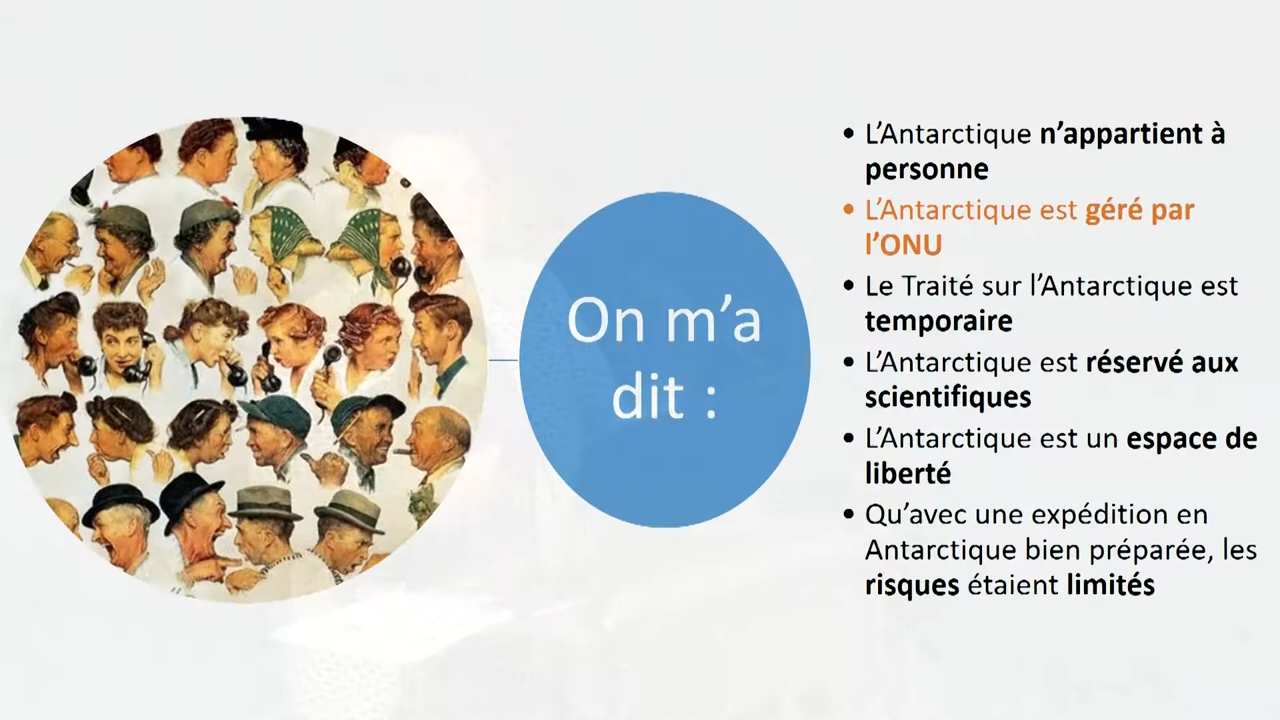 On m’a
dit :
• L’Antarctique n’appartient à
personne
• L’Antarctique est géré par
l’ONU
• Le Traité sur l’Antarctique est
temporaire
• L’Antarctique est réservé aux
scientifiques
• L’Antarctique est un espace de
liberté
• Qu’avec une expédition en
Antarctique bien préparée, les
risques étaient limités